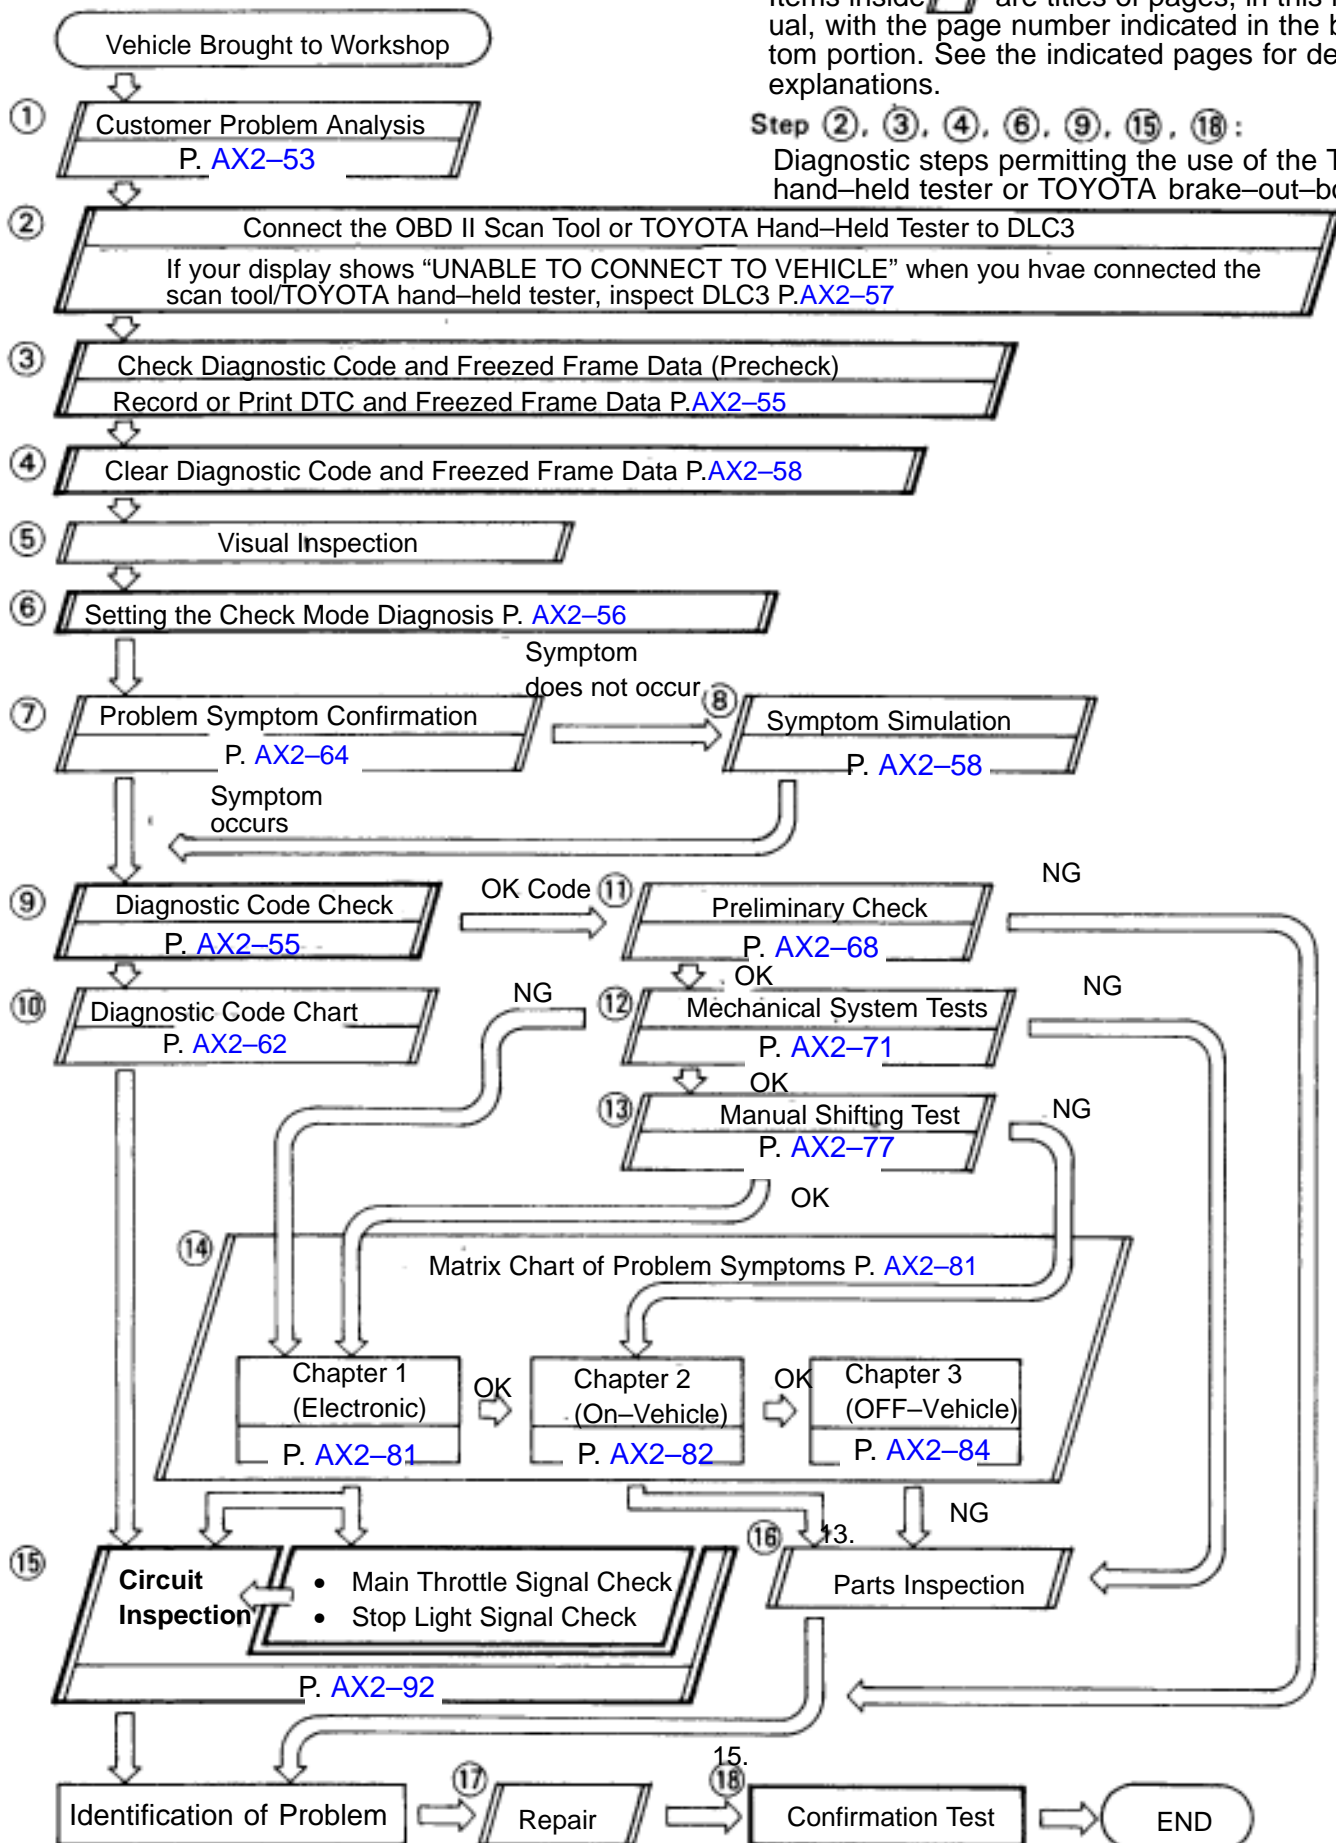 Items inside are titles of pages, in this
ual, with the page number indicated in the
tom portion. See the indicated pages for
explanations.
Step ②, ③, ④, ⑥, ⑨, ⑮, ⑱:
Diagnostic steps permitting the use of the
hand–held tester or TOYOTA
Vehicle Brought to Workshop
①
Customer Problem Analysis
P. AX2–53
②
Connect the OBD II Scan Tool or TOYOTA Hand–Held Tester to DLC3
If your display shows “UNABLE TO CONNECT TO VEHICLE” when you hvae connected the
scan tool/TOYOTA hand–held tester, inspect DLC3 P.AX2–57
③
Check Diagnostic Code and Freezed Frame Data (Precheck)
Record or Print DTC and Freezed Frame Data P.AX2–55
④
Clear Diagnostic Code and Freezed Frame Data P.AX2–58
⑤
Visual Inspection
⑥
Setting the Check Mode Diagnosis P. AX2–56
Symptom
does not occur
⑦
Problem Symptom Confirmation
P. AX2–64
⑧
Symptom Simulation
P. AX2–58
Symptom
occurs
⑨
Diagnostic Code Check
P. AX2–55
OK Code
⑪
Preliminary Check
P. AX2–68
NG
OK
⑩
Diagnostic Code Chart
P. AX2–62
NG
⑫
Mechanical System Tests
P. AX2–71
NG
OK
⑬
Manual Shifting Test
P. AX2–77
NG
OK
⑭
Matrix Chart of Problem Symptoms P. AX2–81
Chapter 1
(Electronic)
P. AX2–81
OK
Chapter 2
(On–Vehicle)
P. AX2–82
OK
Chapter 3
(OFF–Vehicle)
P. AX2–84
NG
⑮
Circuit
Inspection
• Main Throttle Signal Check
• Stop Light Signal Check
P. AX2–92
⑯
13.
Parts Inspection
Identification of Problem
⑰
Repair
15.
⑱
Confirmation Test
END